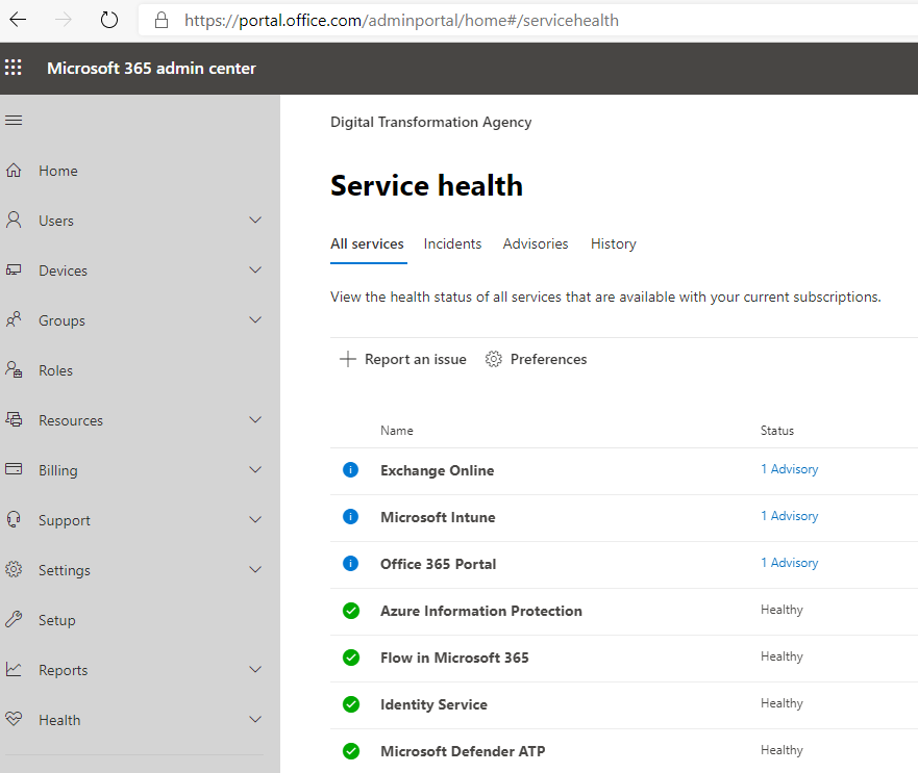 https://portal.office.com/adminportal/home#/servicehealth
Microsoft 365 admin center
Digital Transformation Agency
Home
Users
Devices
Groups
Roles
Resources
Billing
Support
Settings
Setup
Reports
Health
Service health
All services Incidents Advisories History
View the health status of all services that are available with your current subscriptions.
Report an issue Preferences
Name Status
Exchange Online 1 Advisory
Microsoft Intune 1 Advisory
Office 365 Portal 1 Advisory
Azure Information Protection Healthy
Flow in Microsoft 365 Healthy
Identity Service Healthy
Microsoft Defender ATP Healthy